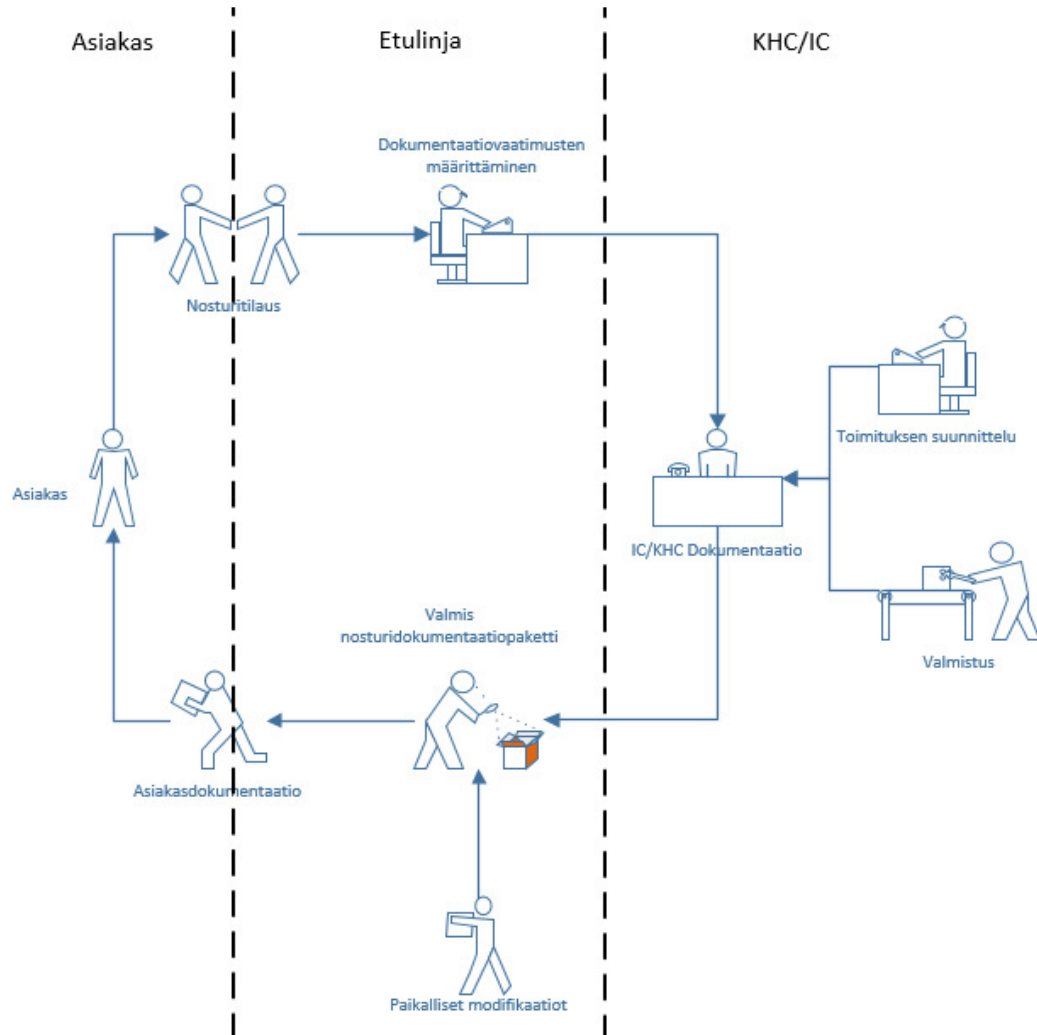 Asiakas
Etulinja
KHC/IC
Dokumentaatiovaatimusten
määrittäminen
Nosturitilaus
Toimituksen suunnittelu
Asiakas
IC/KHC Dokumentaatio
Valmis
nosturidokumentaatiopaketti
Valmistus
Asiakasdokumentaatio
Paikalliset modifikaatiot